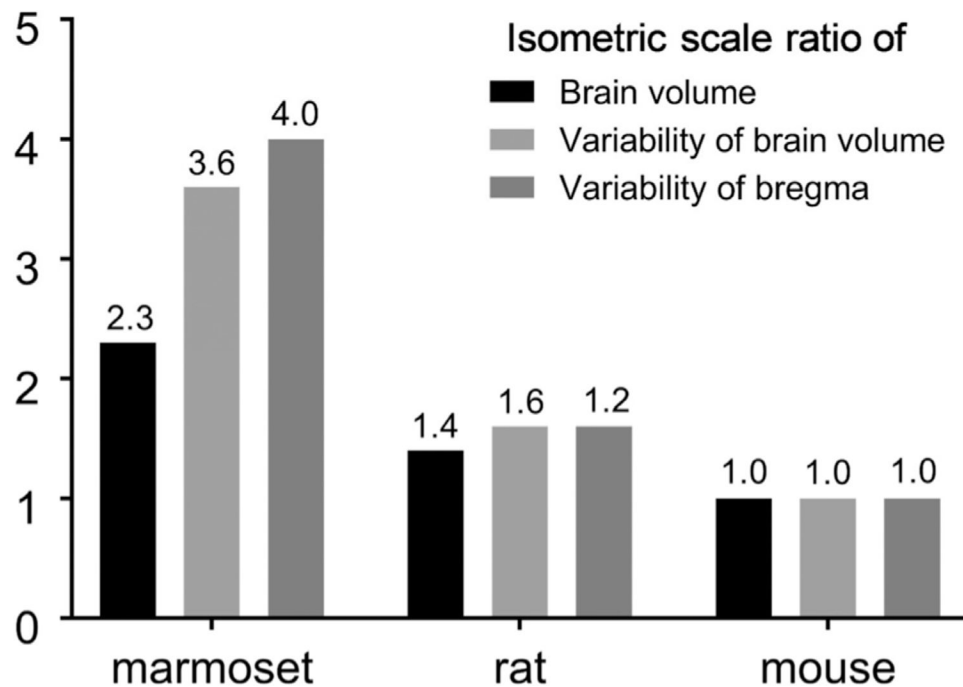 Isometric scale ratio of
Brain volume
Variability of brain volume
Variability of bregma
5
4
3
2
1
0
2.3
3.6
4.0
1.4
1.6
1.2
1.0
1.0
1.0
marmoset
rat
mouse